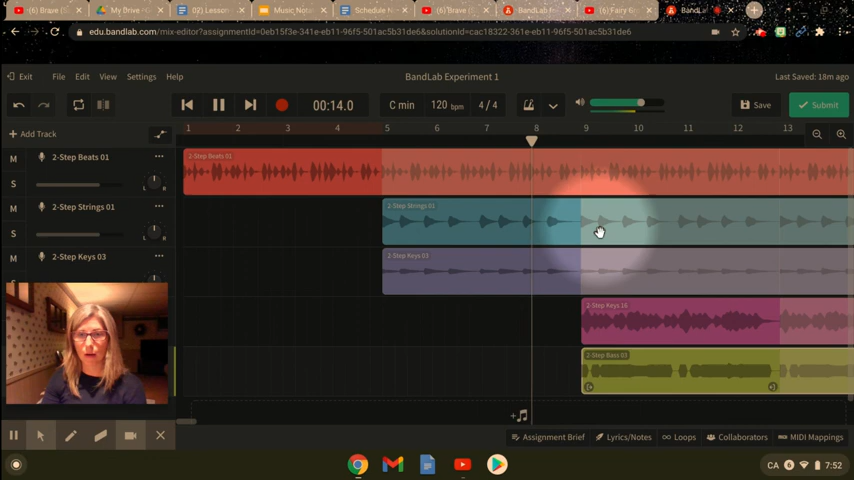 (6) Brave (S
My Drive
02) Lesson
Music Nota
Schedule N
(6) Brave (
BandLab
(6) Fairy
BandLa
edu.bandlab.com/mix-editor?assignmentId=0eb15f3e-341e-eb11-96f5-501ac5b31de6&solutionId=cac18322-361e-eb11-96f5-501ac5b31de6
Exit File Edit View Settings Help
BandLab Experiment 1
Last Saved: 18m ago
00:14.0
C min 120 bpm 4 / 4
Save
Submit
+ Add Track
1 2 3 4 5 6 7 8 9 10 11 12 13
M 2-Step Beats 01
S L R
2-Step Beats 01
M 2-Step Strings 01
S L R
2-Step Strings 01
M 2-Step Keys 03
2-Step Keys 03
2-Step Keys 16
2-Step Bass 03
Assignment Brief Lyrics/Notes Loops Collaborators MIDI Mappings
CA 6 7:52